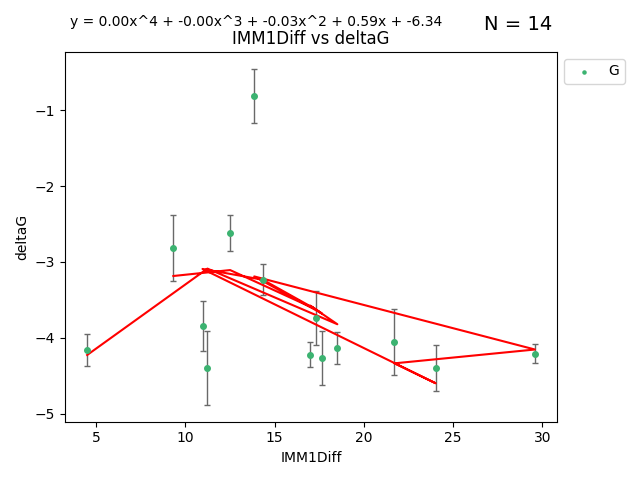 y = 0.00x^4 + -0.00x^3 + -0.03x^2 + 0.59x + -6.34
N = 14
IMM1Diff vs deltaG
G
deltaG
−1
−2
−3
−4
−5
5 10 15 20 25 30
IMM1Diff